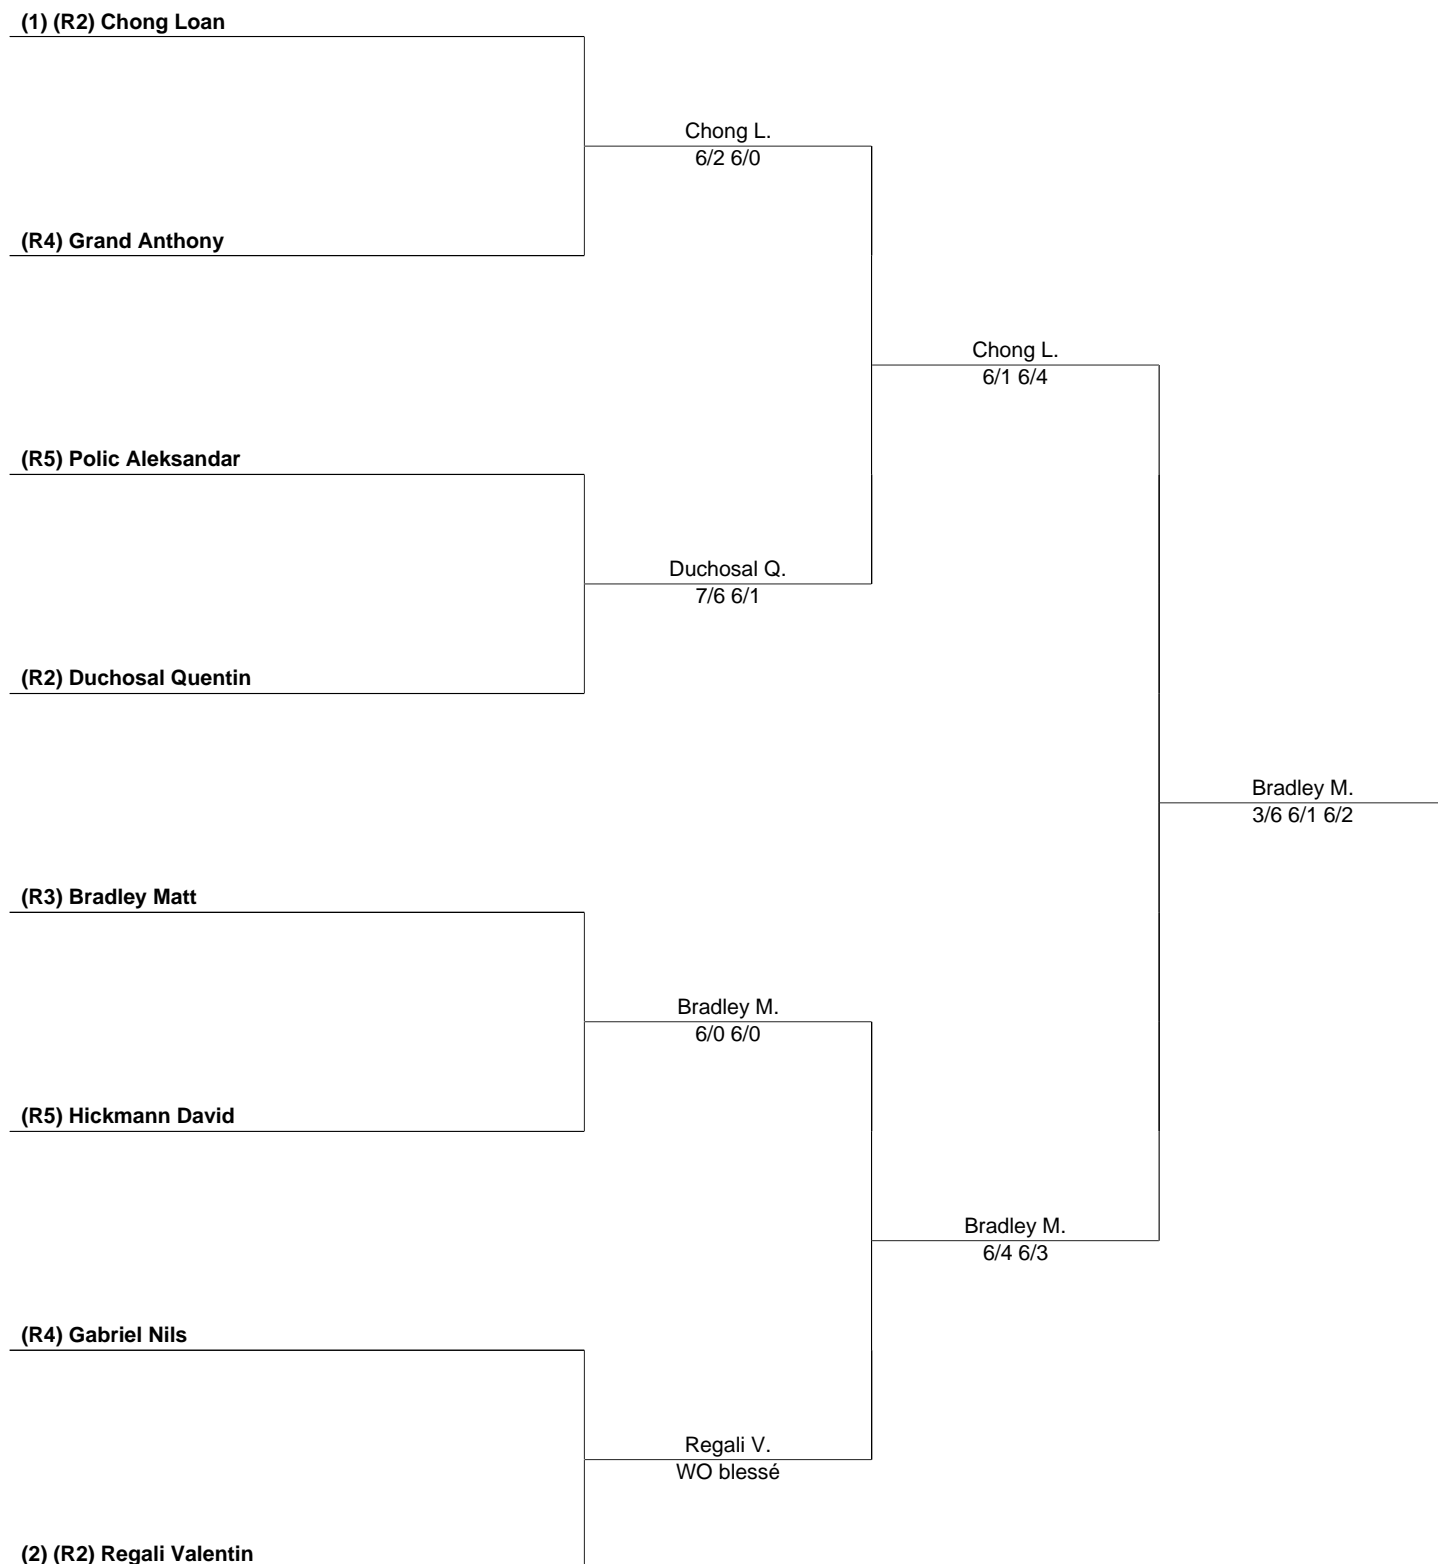 (1) (R2) Chong Loan
Chong L.
6/2 6/0
(R4) Grand Anthony
Chong L.
6/1 6/4
(R5) Polic Aleksandar
Duchosal Q.
7/6 6/1
(R2) Duchosal Quentin
Bradley M.
3/6 6/1 6/2
(R3) Bradley Matt
Bradley M.
6/0 6/0
(R5) Hickmann David
Bradley M.
6/4 6/3
(R4) Gabriel Nils
Regali V.
WO blessé
(2) (R2) Regali Valentin